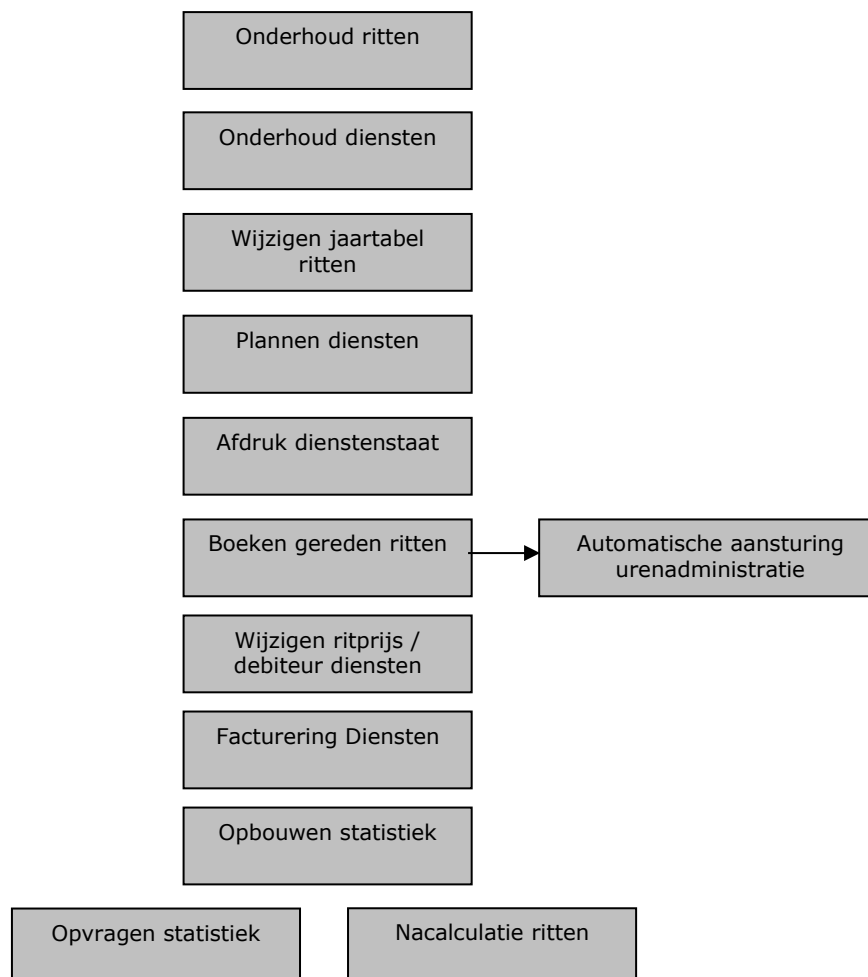 Onderhoud ritten
Onderhoud diensten
Wijzigen jaartabel
ritten
Plannen diensten
Afdruk dienstenstaat
Boeken gereden ritten
Automatische aansturing
urenadministratie
Wijzigen ritprijs /
debiteur diensten
Facturering Diensten
Opbouwen statistiek
Opvragen statistiek
Nacalculatie ritten